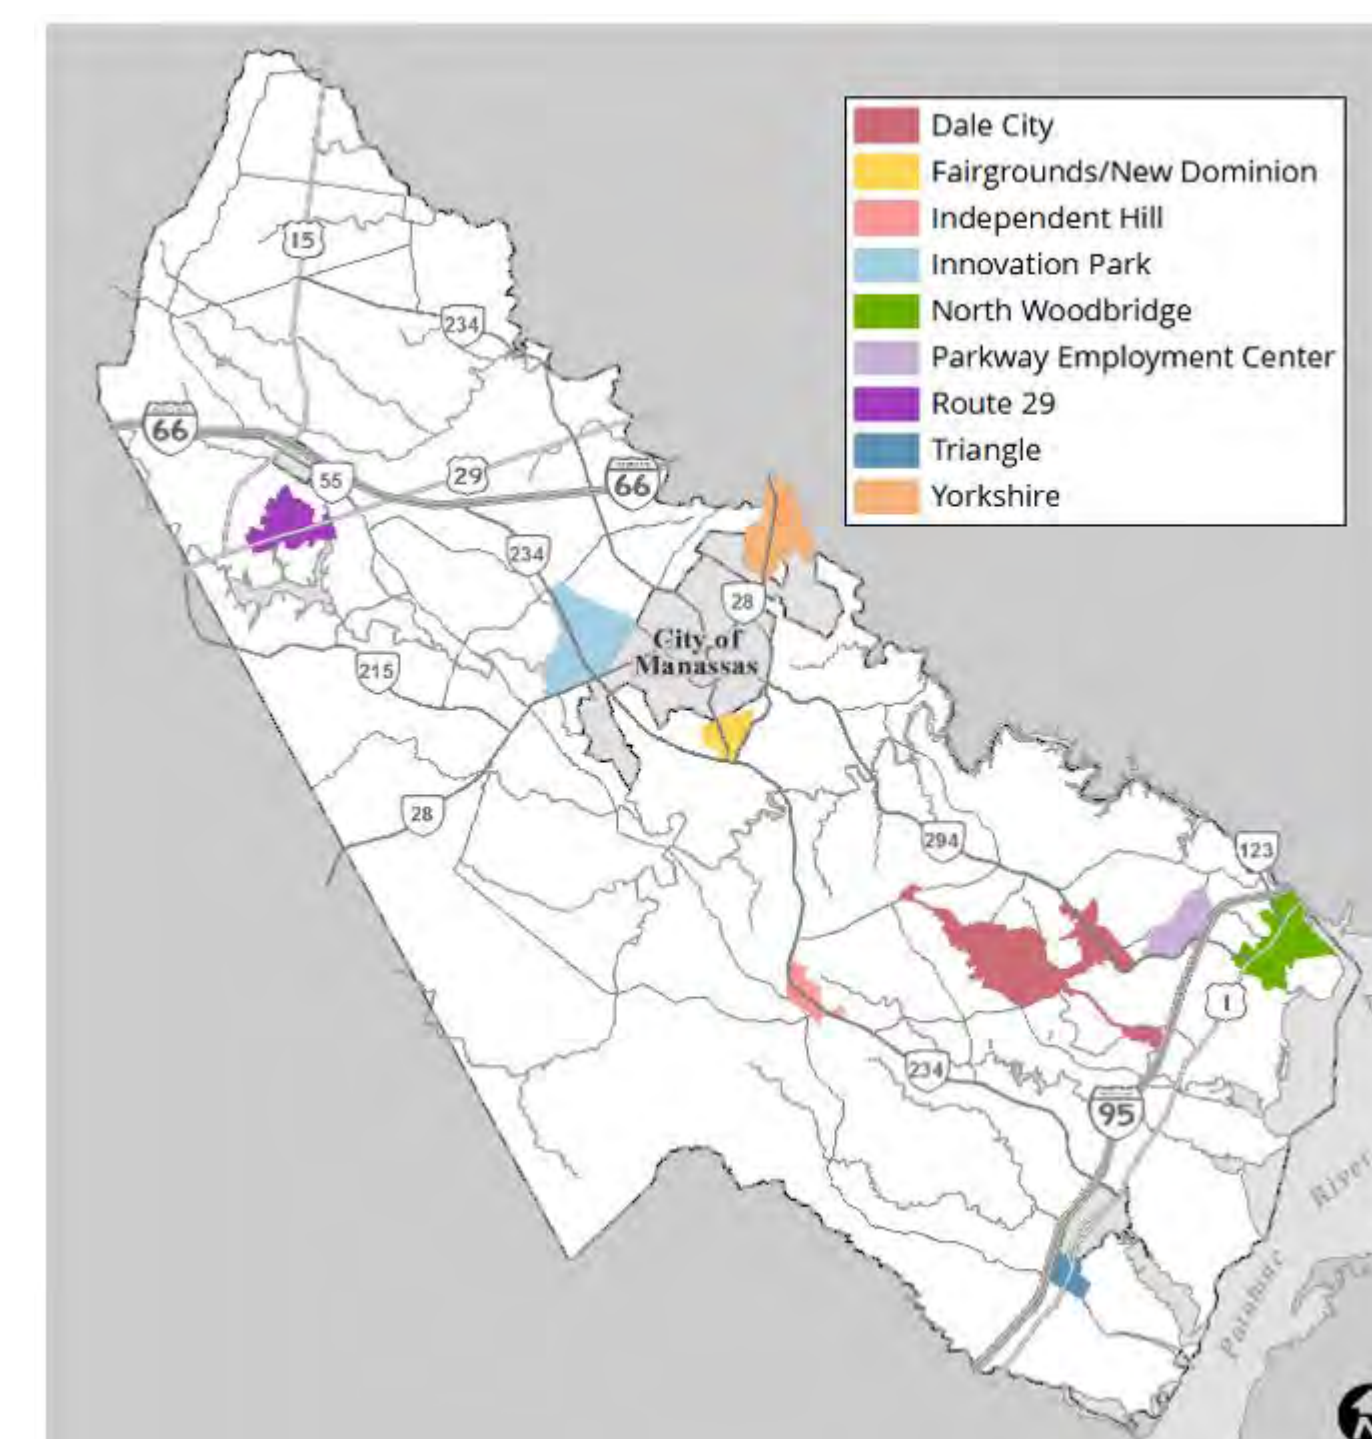 Dale City
Fairgrounds/New Dominion
Independent Hill
Innovation Park
North Woodbridge
Parkway Employment Center
Route 29
Triangle
Yorkshire
15
234
66
55
29
66
234
28
City of
Manassas
215
28
294
123
1
234
95
River
Potomac